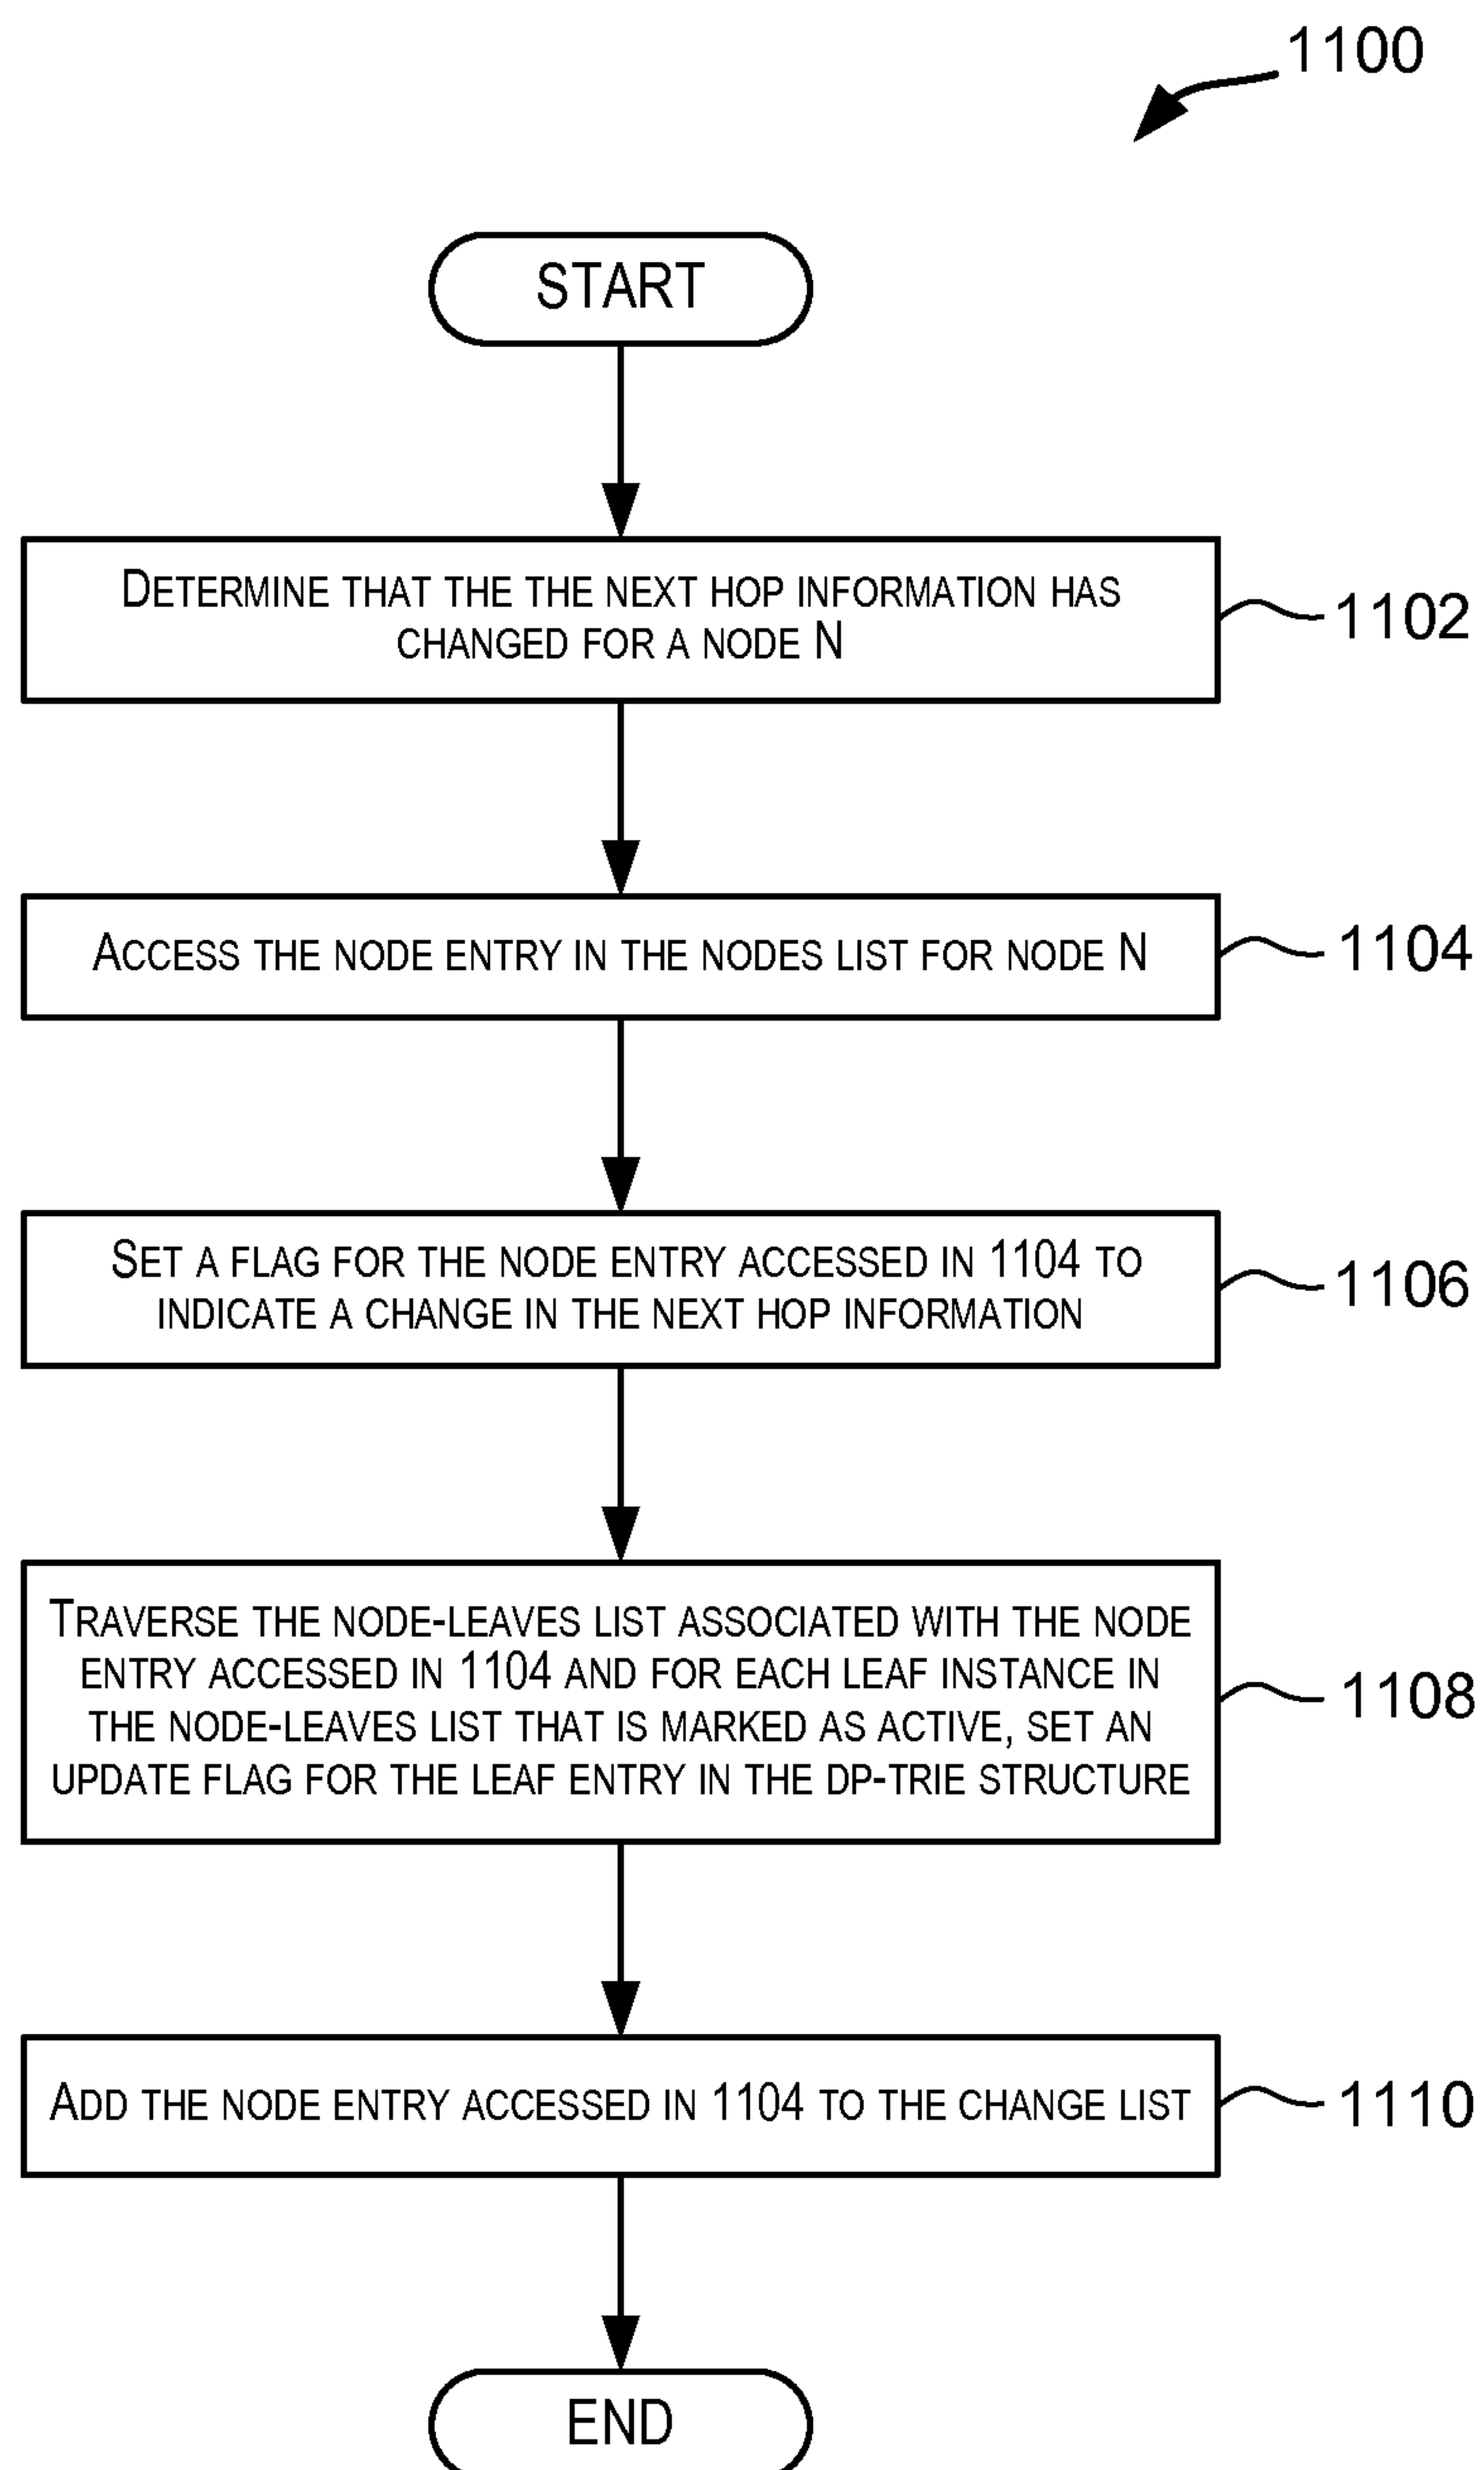 1100
START
DETERMINE THAT THE THE NEXT HOP INFORMATION HAS
CHANGED FOR A NODE N
1102
ACCESS THE NODE ENTRY IN THE NODES LIST FOR NODE N
1104
SET A FLAG FOR THE NODE ENTRY ACCESSED IN 1104 TO
INDICATE A CHANGE IN THE NEXT HOP INFORMATION
1106
TRAVERSE THE NODE-LEAVES LIST ASSOCIATED WITH THE NODE
ENTRY ACCESSED IN 1104 AND FOR EACH LEAF INSTANCE IN
THE NODE-LEAVES LIST THAT IS MARKED AS ACTIVE, SET AN
UPDATE FLAG FOR THE LEAF ENTRY IN THE DP-TRIE STRUCTURE
1108
ADD THE NODE ENTRY ACCESSED IN 1104 TO THE CHANGE LIST
1110
END